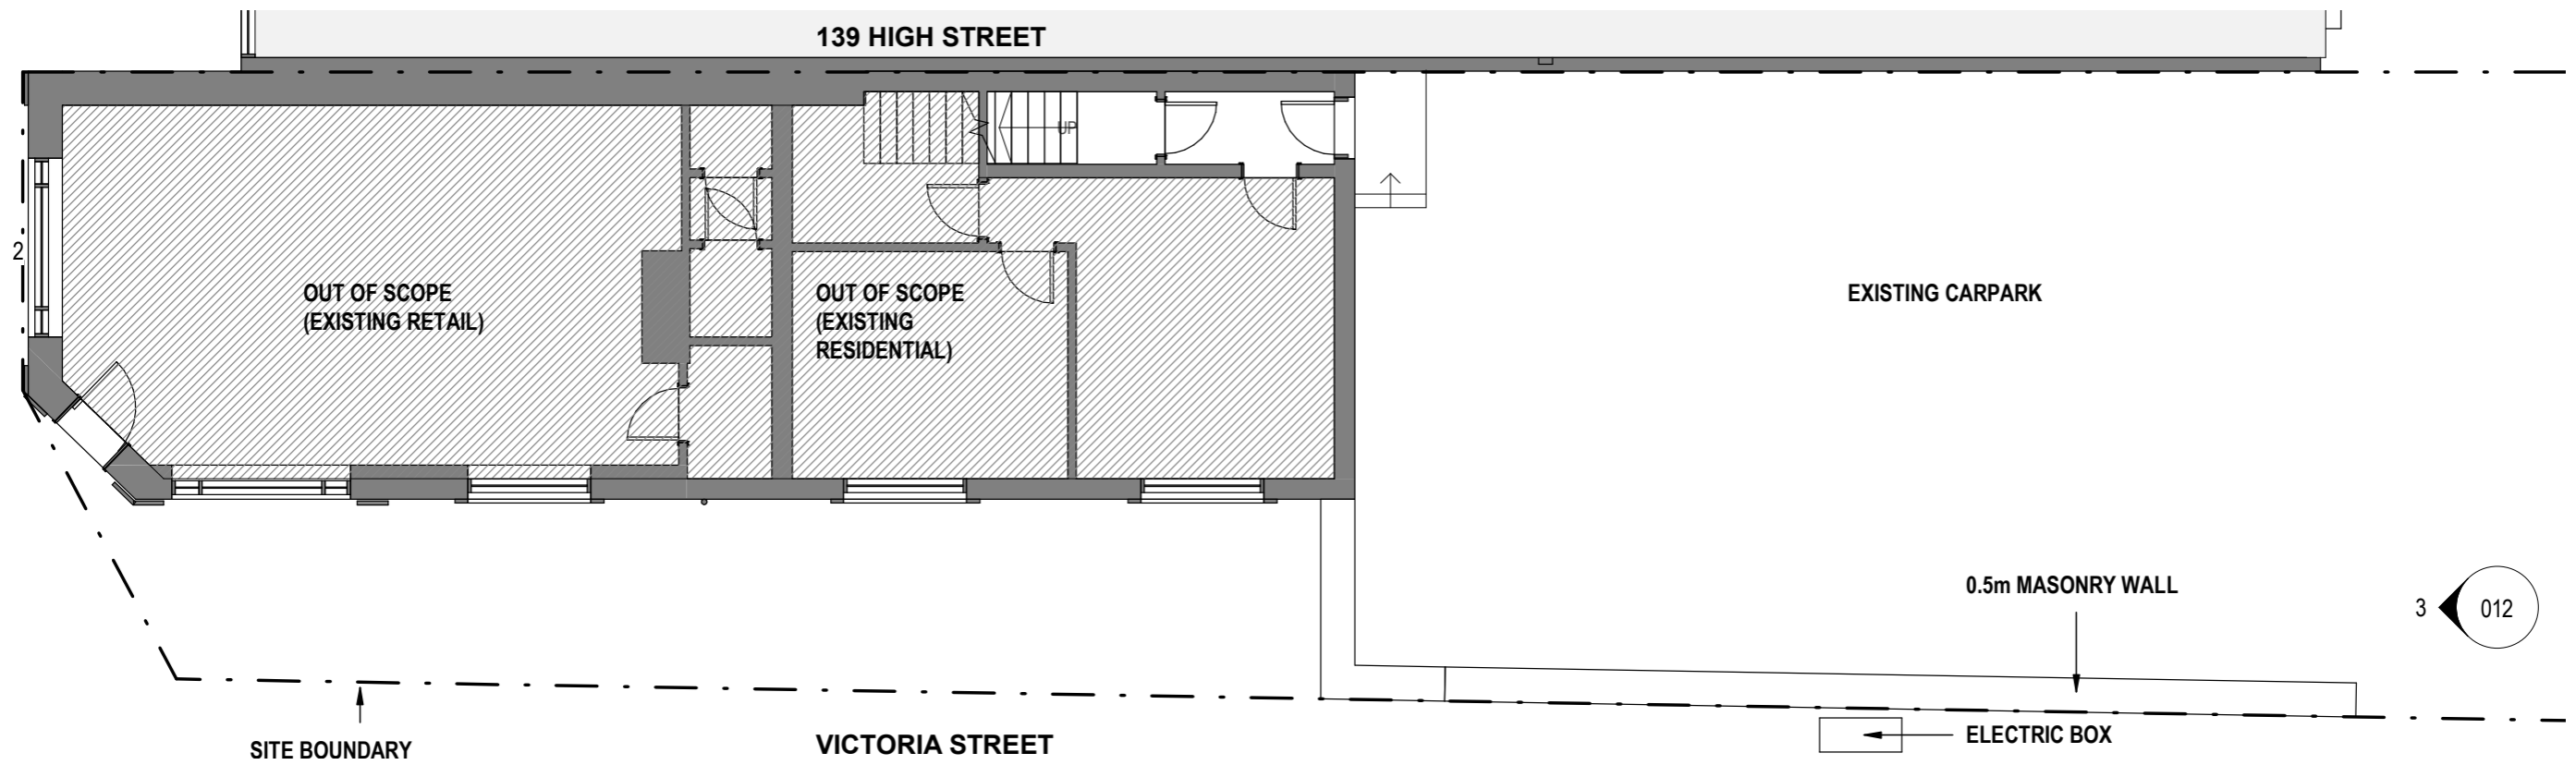 139 HIGH STREET
UP
2
OUT OF SCOPE
(EXISTING RETAIL)
OUT OF SCOPE
(EXISTING
RESIDENTIAL)
EXISTING CARPARK
0.5m MASONRY WALL
3
012
SITE BOUNDARY
VICTORIA STREET
ELECTRIC BOX